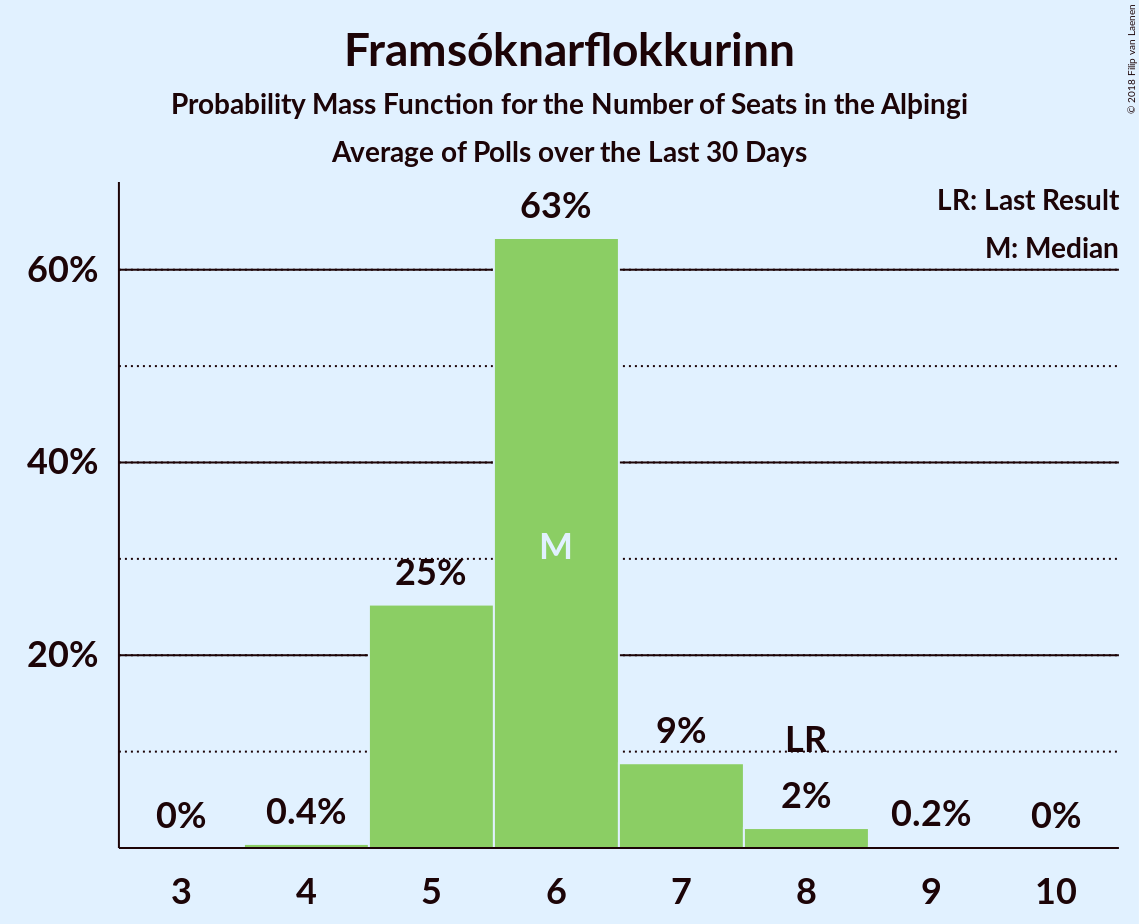 Framsóknarflokkurinn
Probability Mass Function for the Number of Seats in the Alþingi
Average of Polls over the Last 30 Days
© 2018 Filip van Laenen
LR: Last Result
M: Median
63%
60%
40%
M
25%
20%
9%
LR
2%
0%
0.4%
0.2%
0%
3 4 5 6 7 8 9 10